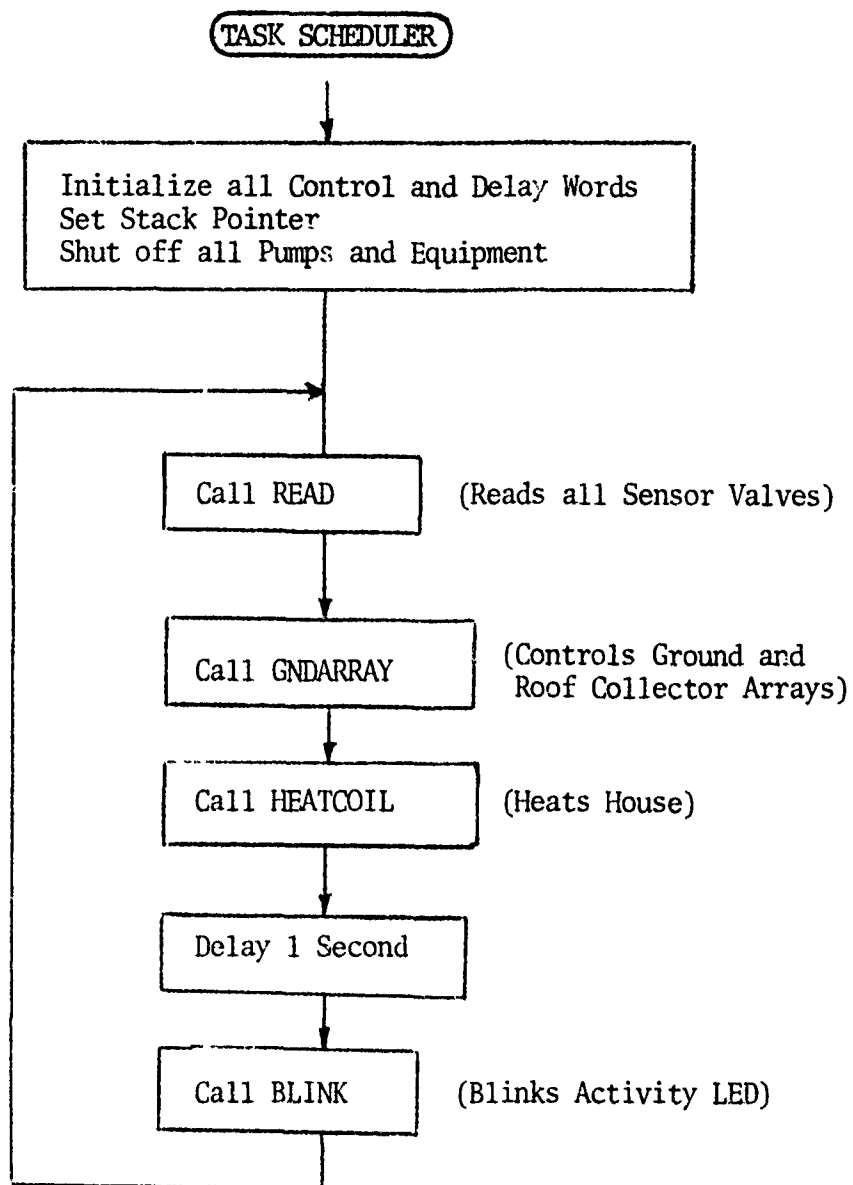 TASK SCHEDULER
Initialize all Control and Delay Words
Set Stack Pointer
Shut off all Pumps and Equipment
Call READ
(Reads all Sensor Valves)
Call GNDARRAY
(Controls Ground and
Roof Collector Arrays)
Call HEATCOIL
(Heats House)
Delay 1 Second
Call BLINK
(Blinks Activity LED)